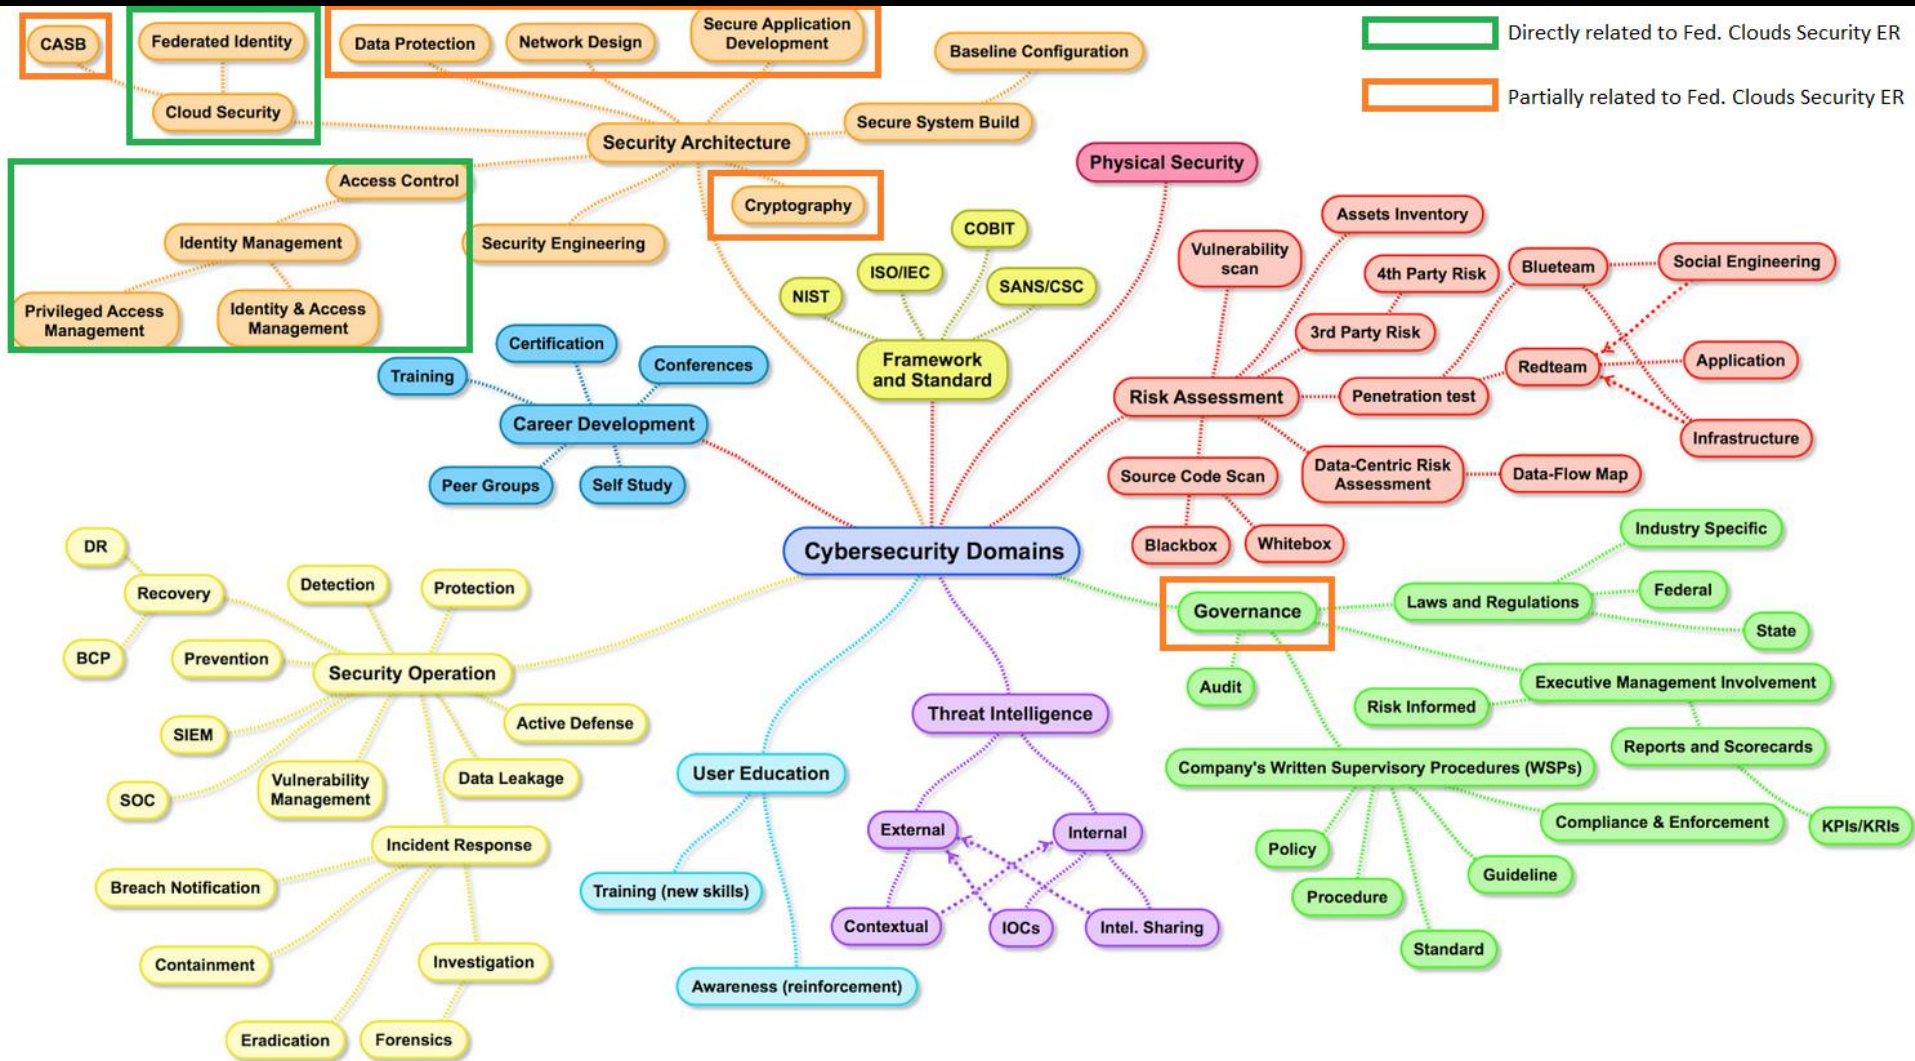 CASB
Federated Identity
Cloud Security
Data Protection
Network Design
Secure Application
Development
Baseline Configuration
Secure System Build
Security Architecture
Directly related to Fed. Clouds Security ER
Partially related to Fed. Clouds Security ER
Access Control
Identity Management
Privileged Access
Management
Identity & Access
Management
Security Engineering
Cryptography
Physical Security
NIST
ISO/IEC
COBIT
SANS/CSC
Framework
and Standard
Training
Certification
Conferences
Career Development
Peer Groups
Self Study
Vulnerability
scan
Assets Inventory
4th Party Risk
3rd Party Risk
Blueteam
Social Engineering
Redteam
Application
Infrastructure
Risk Assessment
Penetration test
Source Code Scan
Blackbox
Whitebox
Data-Centric Risk
Assessment
Data-Flow Map
Cybersecurity Domains
DR
Recovery
BCP
Detection
Protection
Prevention
Security Operation
SIEM
SOC
Vulnerability
Management
Active Defense
Data Leakage
Incident Response
Breach Notification
Containment
Eradication
Investigation
Forensics
User Education
Training (new skills)
Awareness (reinforcement)
Threat Intelligence
External
Internal
Contextual
IOCs
Intel. Sharing
Governance
Audit
Laws and Regulations
Industry Specific
Federal
State
Executive Management Involvement
Risk Informed
Reports and Scorecards
KPIs/KRIs
Company's Written Supervisory Procedures (WSPs)
Compliance & Enforcement
Policy
Procedure
Standard
Guideline